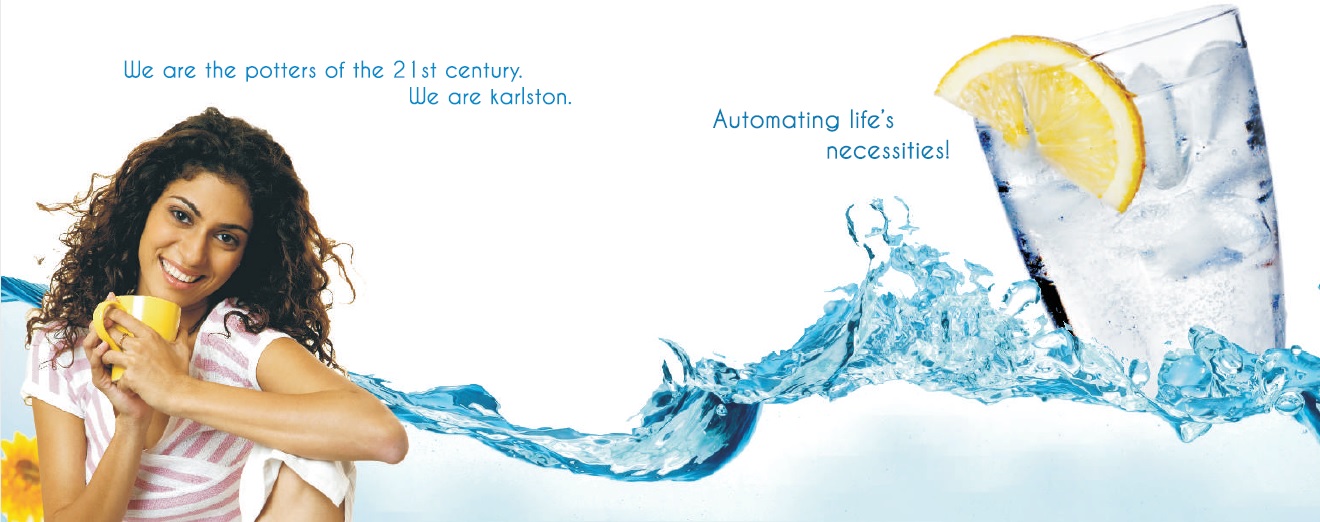 We are the potters of the 21st century.
We are karlston.
Automating life's
necessities!